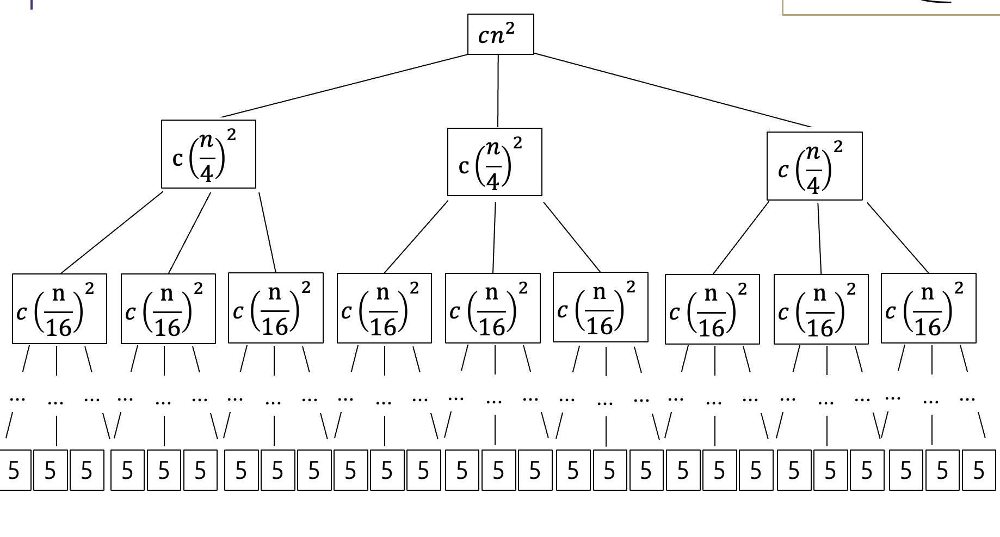 cn²
c(n/4)² c(n/4)² c(n/4)²
c(n/16)² c(n/16)² c(n/16)² c(n/16)² c(n/16)² c(n/16)² c(n/16)² c(n/16)² c(n/16)²
... ... ... ... ... ... ... ... ... ... ... ... ... ... ... ... ... ... ... ... ... ... ... ... ... ... ...
5 5 5 5 5 5 5 5 5 5 5 5 5 5 5 5 5 5 5 5 5 5 5 5 5 5 5